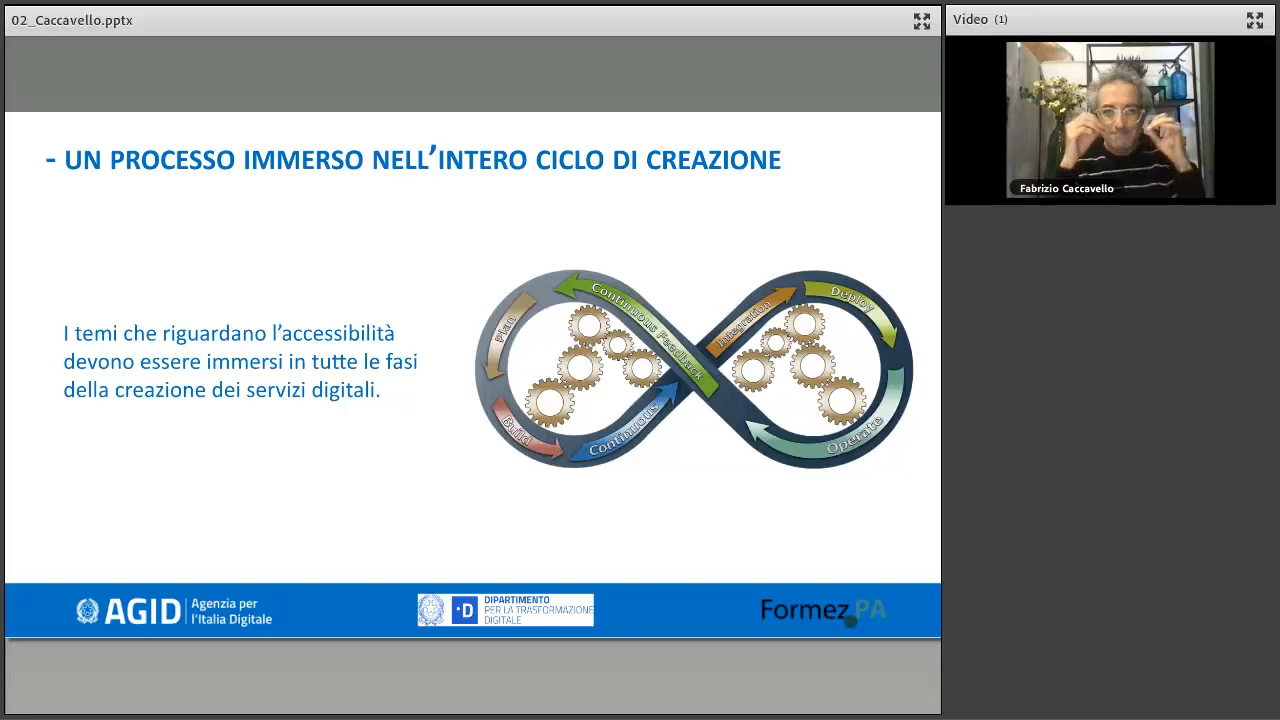 02_Caccavello.pptx
Video (1)
Fabrizio Caccavello
- UN PROCESSO IMMERSO NELL’INTERO CICLO DI CREAZIONE
I temi che riguardano l’accessibilità
devono essere immersi in tutte le fasi
della creazione dei servizi digitali.
Plan
Build
Continuous
Integration
Deploy
Operate
Continuous Feedback
AGID
Agenzia per
l’Italia Digitale
D
DIPARTIMENTO
PER LA TRASFORMAZIONE
DIGITALE
Formez PA